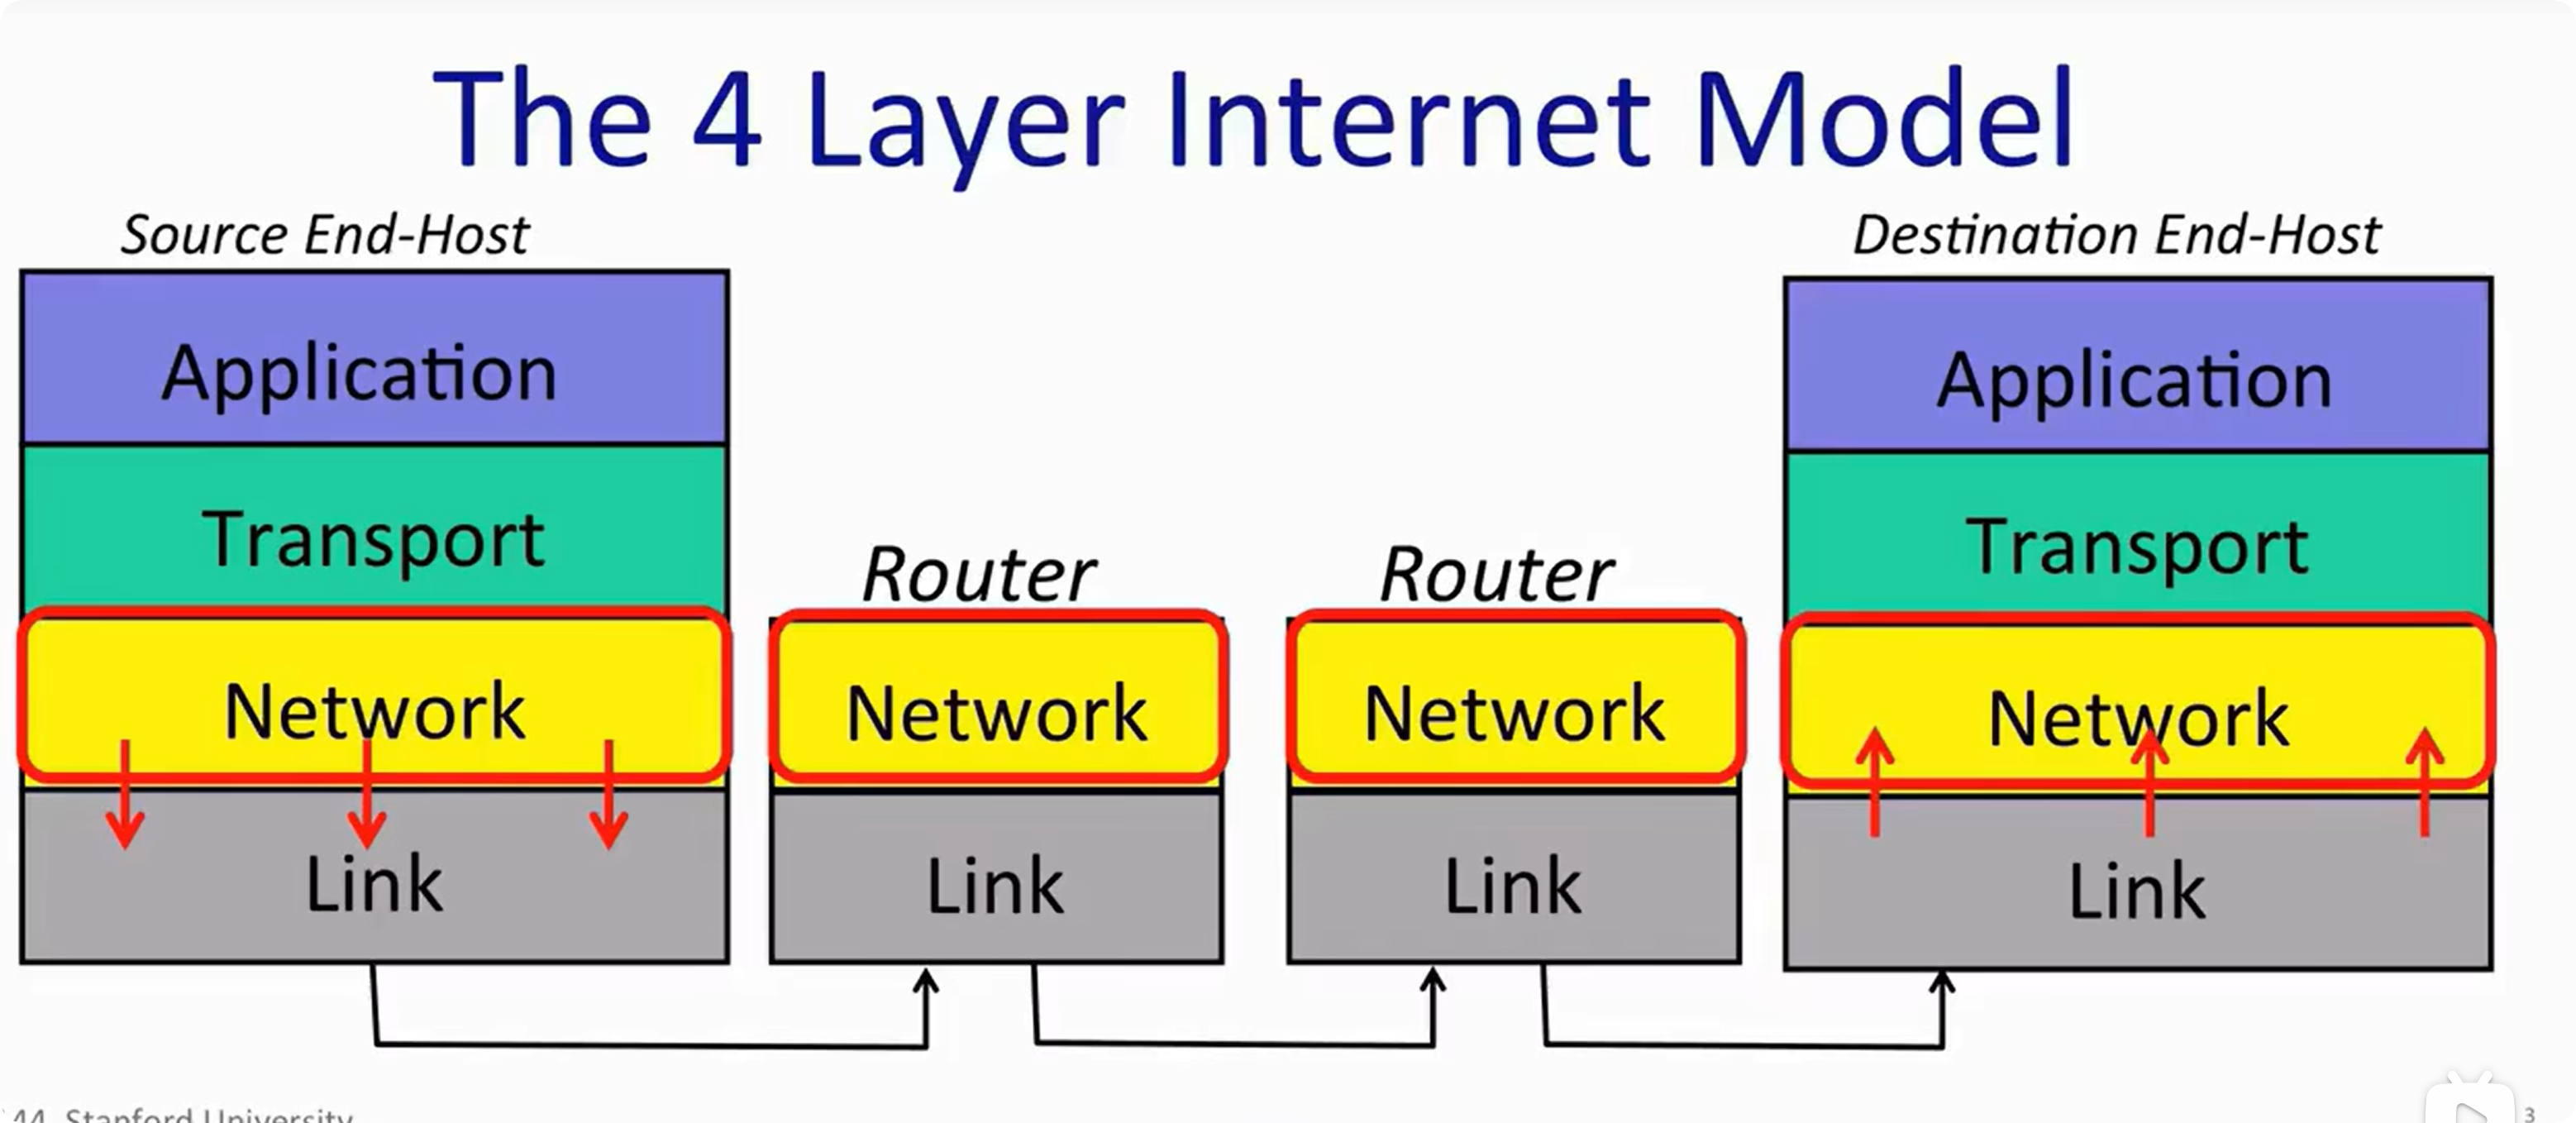 The 4 Layer Internet Model
Source End-Host
Destination End-Host
Application
Application
Transport
Transport
Router
Router
Network
Network
Network
Network
Link
Link
Link
Link
44, Stanford University
3